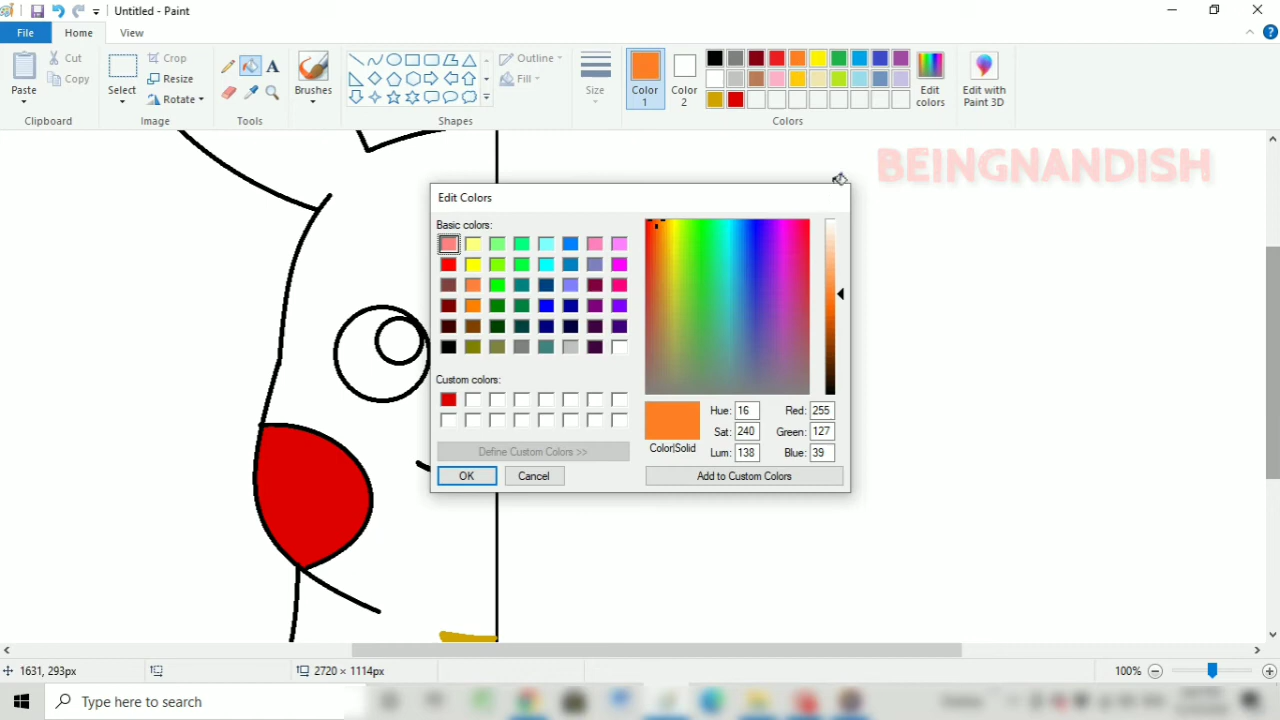 Untitled - Paint
File
Home
View
Paste
Cut
Copy
Clipboard
Select
Crop
Resize
Rotate
Image
Tools
Brushes
Shapes
Outline
Fill
Size
Color 1
Color 2
Colors
Edit colors
Edit with Paint 3D
BEINGNANDISH
Edit Colors
Basic colors:
Custom colors:
Define Custom Colors >>
OK
Cancel
Color|Solid
Hue: 16
Sat: 240
Lum: 138
Red: 255
Green: 127
Blue: 39
Add to Custom Colors
1631, 293px
2720 × 1114px
100%
Type here to search